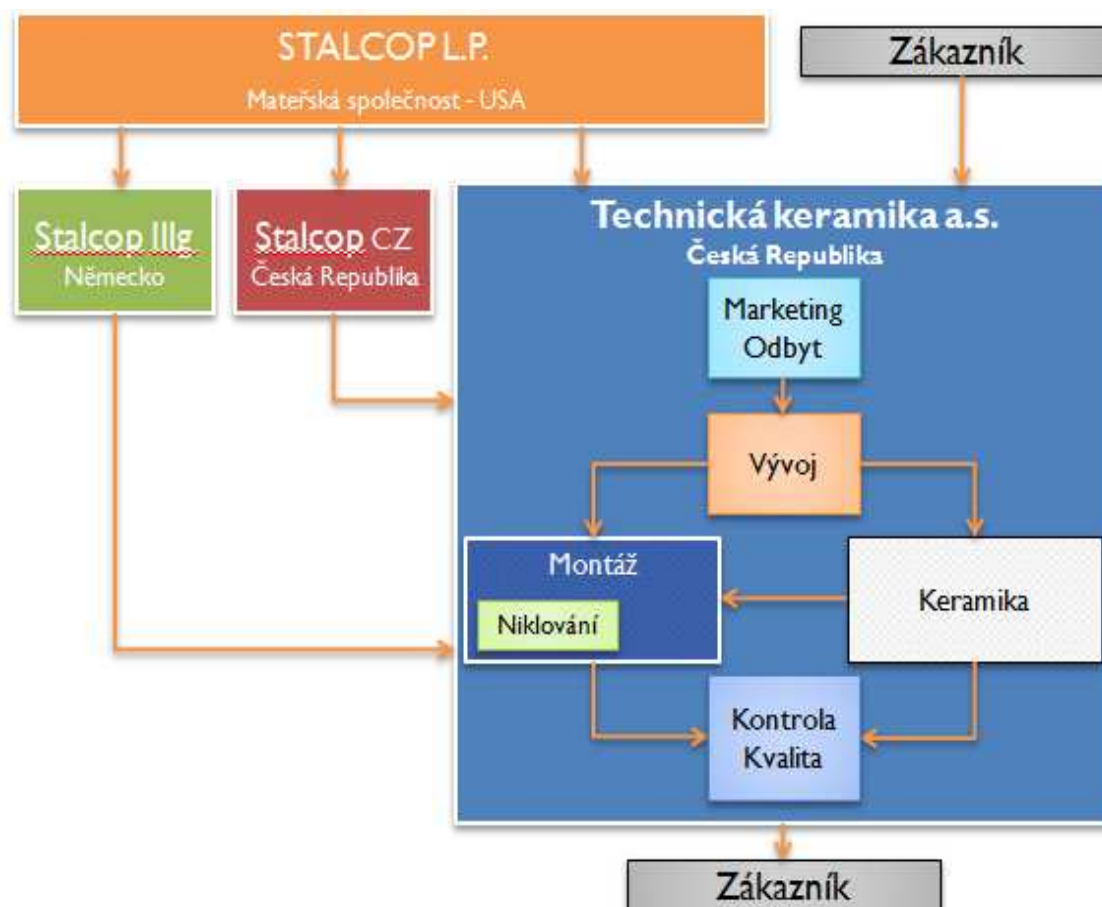 STALCOP L.P.
Mateřská společnost - USA
Zákazník
Stalcop Illg
Německo
Stalcop CZ
Česká Republika
Technická keramika a.s.
Česká Republika
Marketing
Odbyt
Vývoj
Montáž
Niklování
Keramika
Kontrola
Kvalita
Zákazník